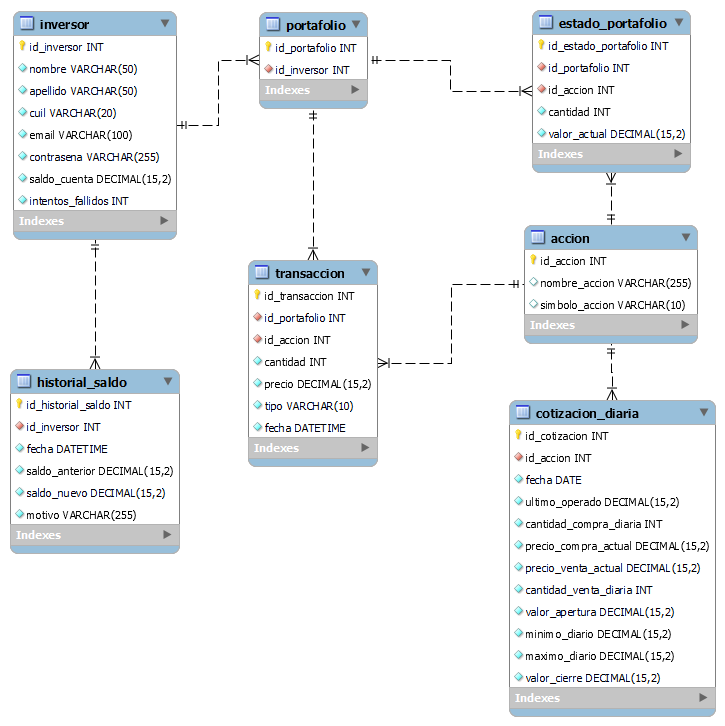 inversor
id_inversor INT
nombre VARCHAR(50)
apellido VARCHAR(50)
cuil VARCHAR(20)
email VARCHAR(100)
contrasena VARCHAR(255)
saldo_cuenta DECIMAL(15,2)
intentos_fallidos INT
Indexes
portafolio
id_portafolio INT
id_inversor INT
Indexes
estado_portafolio
id_estado_portafolio INT
id_portafolio INT
id_accion INT
cantidad INT
valor_actual DECIMAL(15,2)
Indexes
accion
id_accion INT
nombre_accion VARCHAR(255)
simbolo_accion VARCHAR(10)
Indexes
transaccion
id_transaccion INT
id_portafolio INT
id_accion INT
cantidad INT
precio DECIMAL(15,2)
tipo VARCHAR(10)
fecha DATETIME
Indexes
historial_saldo
id_historial_saldo INT
id_inversor INT
fecha DATETIME
saldo_anterior DECIMAL(15,2)
saldo_nuevo DECIMAL(15,2)
motivo VARCHAR(255)
Indexes
cotizacion_diaria
id_cotizacion INT
id_accion INT
fecha DATE
ultimo_operado DECIMAL(15,2)
cantidad_compra_diaria INT
precio_compra_actual DECIMAL(15,2)
precio_venta_actual DECIMAL(15,2)
cantidad_venta_diaria INT
valor_apertura DECIMAL(15,2)
minimo_diario DECIMAL(15,2)
maximo_diario DECIMAL(15,2)
valor_cierre DECIMAL(15,2)
Indexes